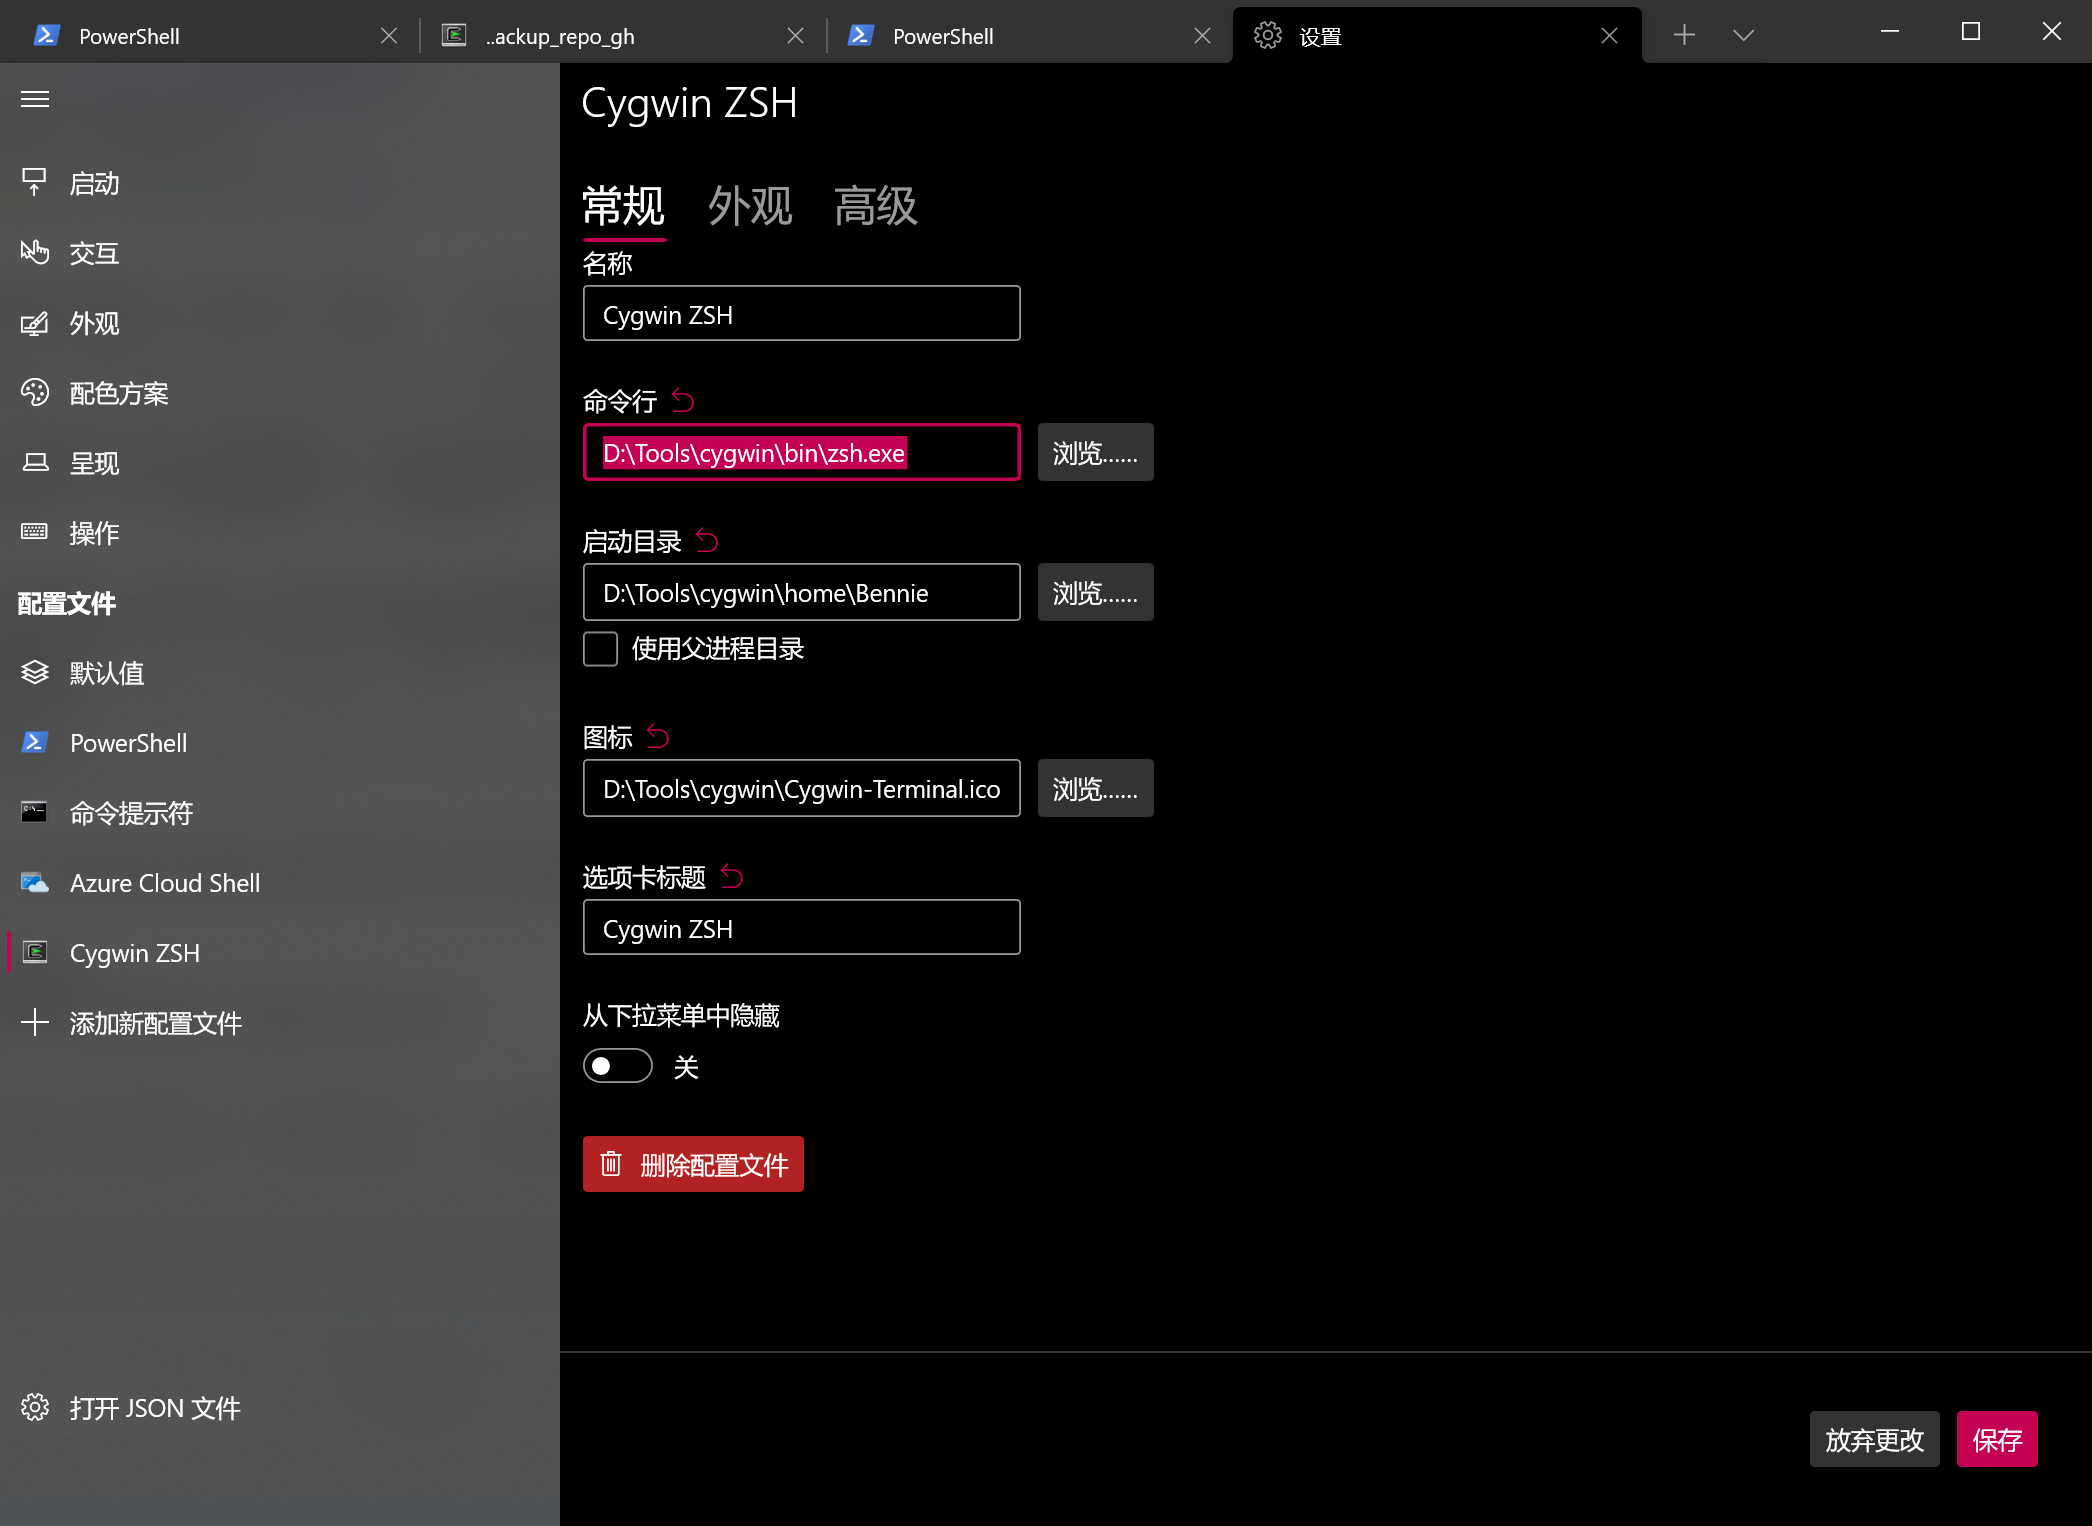 PowerShell
..ackup_repo_gh
PowerShell
设置
启动
交互
外观
配色方案
呈现
操作
配置文件
默认值
PowerShell
命令提示符
Azure Cloud Shell
Cygwin ZSH
添加新配置文件
打开 JSON 文件
Cygwin ZSH
常规 外观 高级
名称
Cygwin ZSH
命令行
D:\Tools\cygwin\bin\zsh.exe
浏览......
启动目录
D:\Tools\cygwin\home\Bennie
浏览......
使用父进程目录
图标
D:\Tools\cygwin\Cygwin-Terminal.ico
浏览......
选项卡标题
Cygwin ZSH
从下拉菜单中隐藏
关
删除配置文件
放弃更改
保存